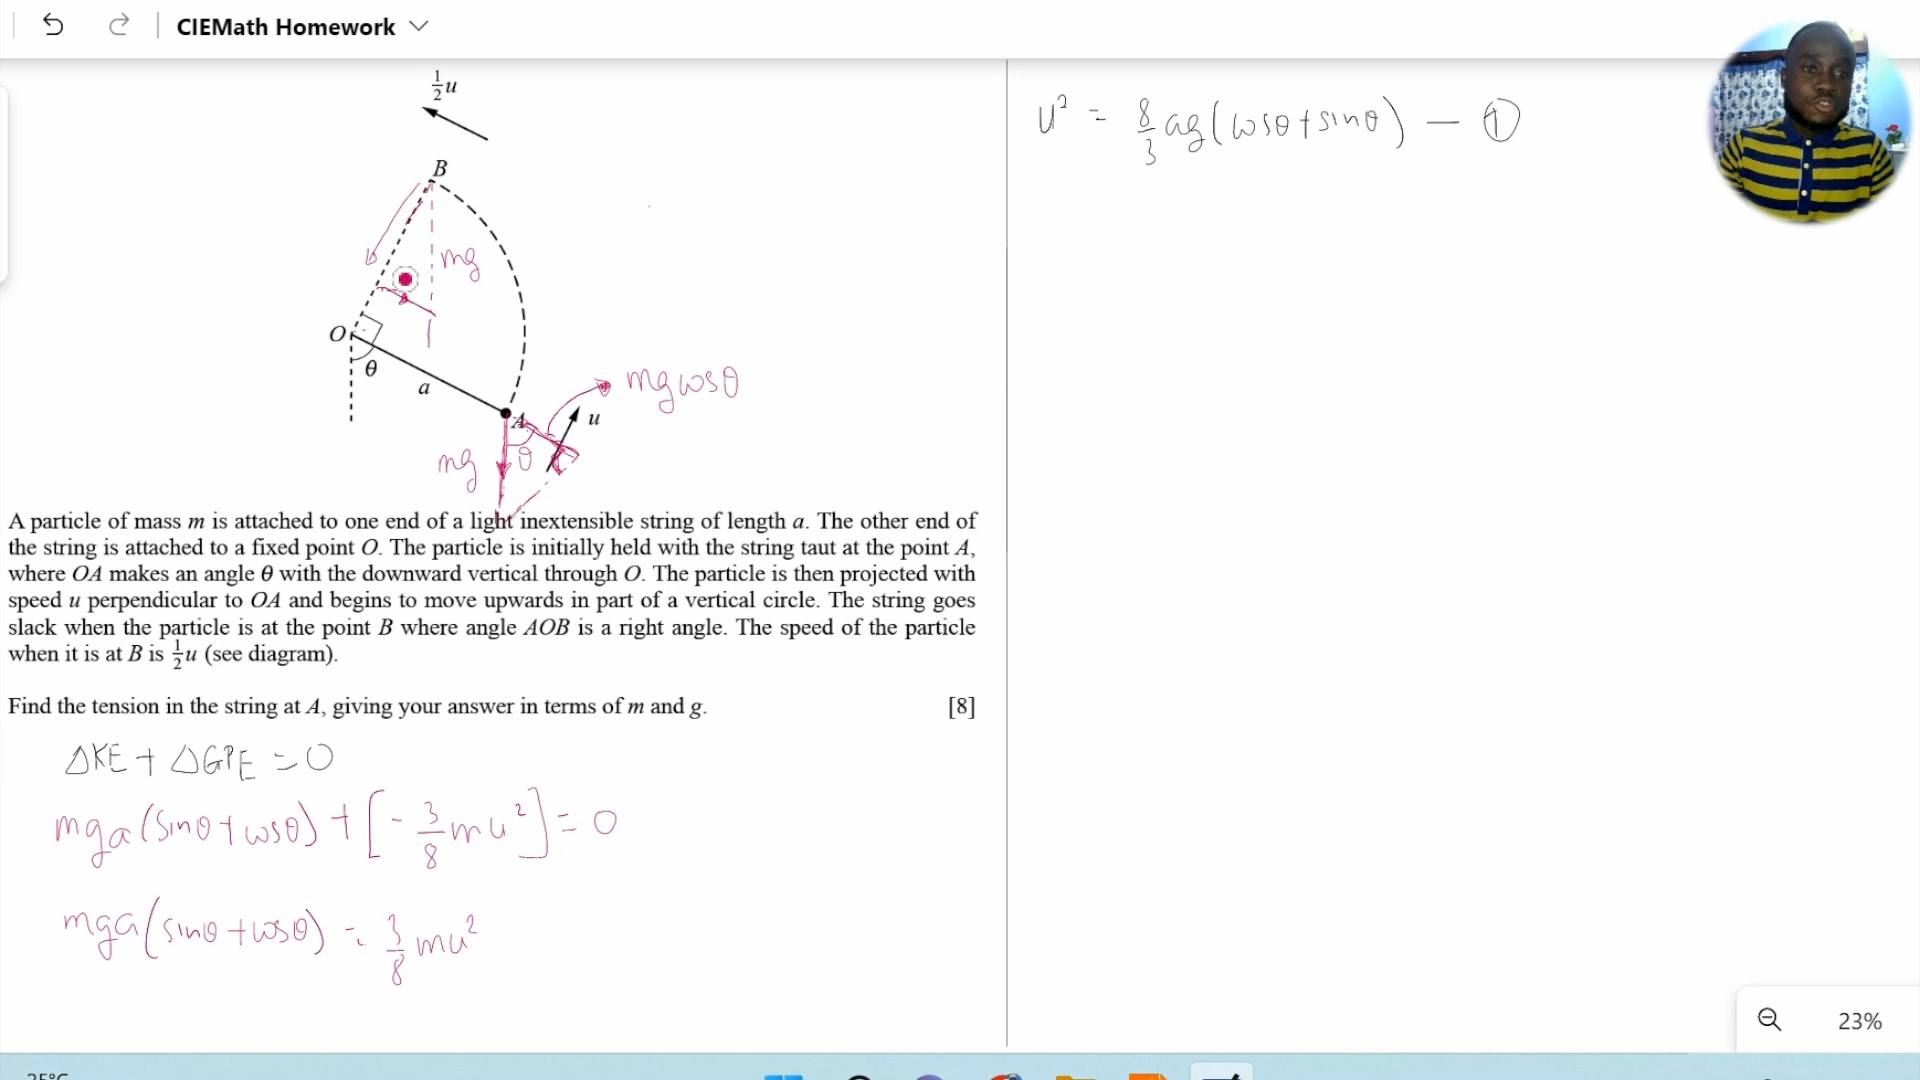 CIEMath Homework
½u
B
mg
O
θ
a
A
u
mgcosθ
mg
θ
u² = 8/3 ag(cosθ+sinθ) — ①
A particle of mass m is attached to one end of a light inextensible string of length a. The other end of
the string is attached to a fixed point O. The particle is initially held with the string taut at the point A,
where OA makes an angle θ with the downward vertical through O. The particle is then projected with
speed u perpendicular to OA and begins to move upwards in part of a vertical circle. The string goes
slack when the particle is at the point B where angle AOB is a right angle. The speed of the particle
when it is at B is ½u (see diagram).
Find the tension in the string at A, giving your answer in terms of m and g. [8]
ΔKE + ΔGPE = 0
mga(sinθ+cosθ) + [- 3/8 mu²] = 0
mga(sinθ+cosθ) = 3/8 mu²
23%